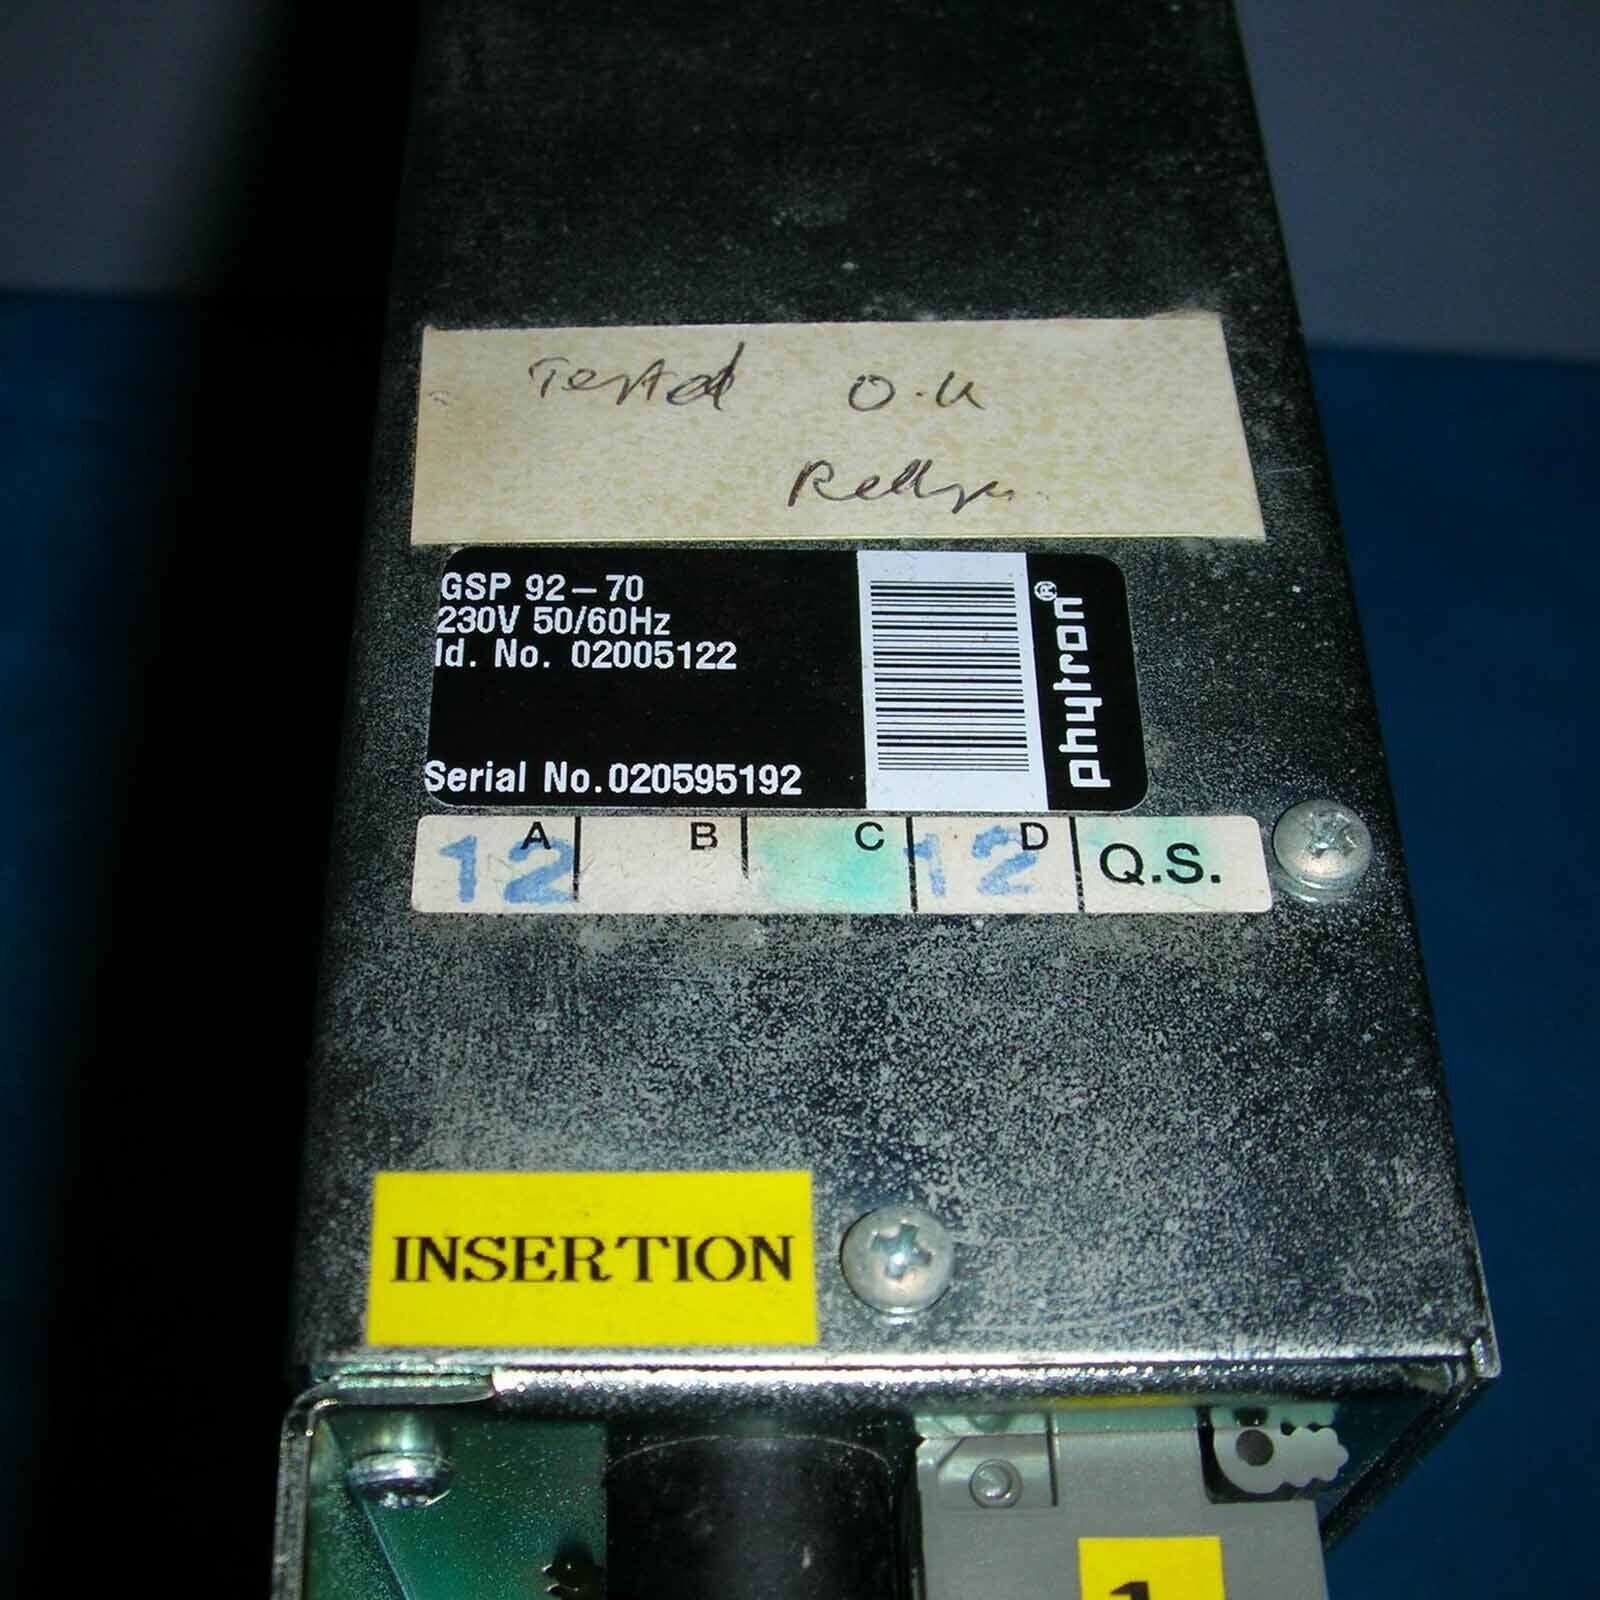 Tested O.K
GSP 92-70
230V 50/60Hz
Id. No. 02005122
Serial No. 020595192
phytron®
A B C D
12 12 Q.S.
INSERTION
1